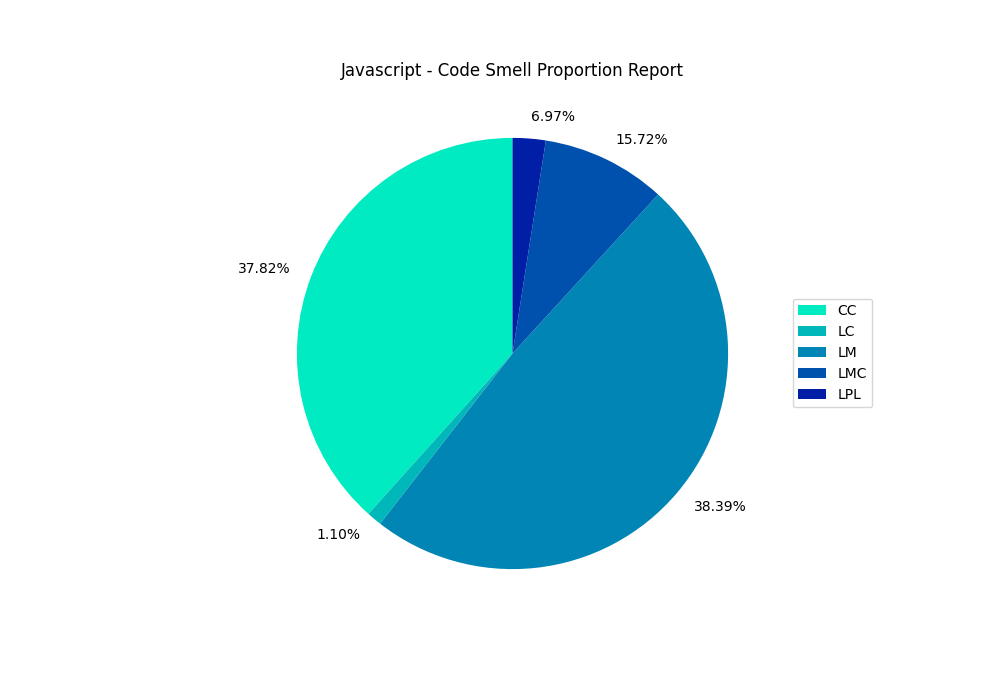 Javascript - Code Smell Proportion Report
6.97%
15.72%
37.82%
CC
LC
LM
LMC
LPL
38.39%
1.10%